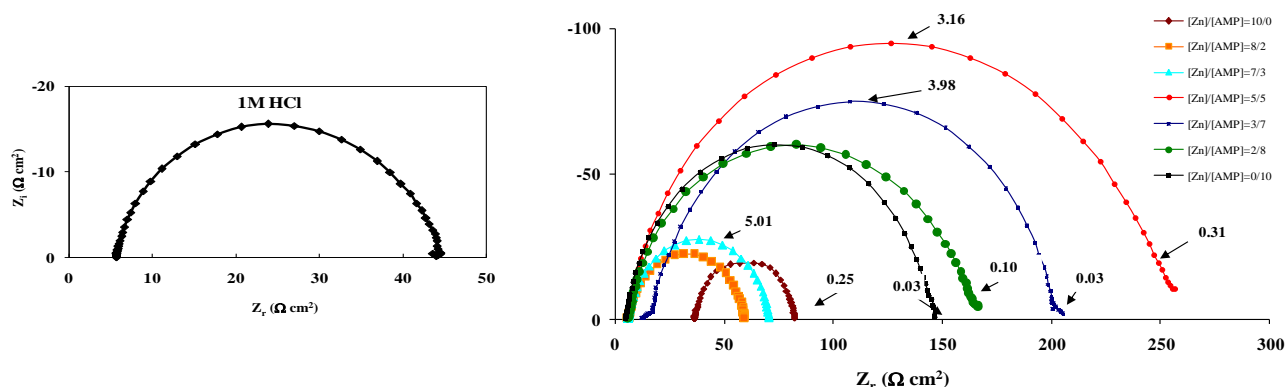 -20
1M HCl
-10
0
0
10
20
30
40
50
Zi (Ω cm2)
Zr (Ω cm2)
-100
-50
0
0
50
100
150
200
250
300
3.16
3.98
5.01
0.25
0.03
0.10
0.03
0.31
Zr (Ω cm2)
[Zn]/[AMP]=10/0
[Zn]/[AMP]=8/2
[Zn]/[AMP]=7/3
[Zn]/[AMP]=5/5
[Zn]/[AMP]=3/7
[Zn]/[AMP]=2/8
[Zn]/[AMP]=0/10